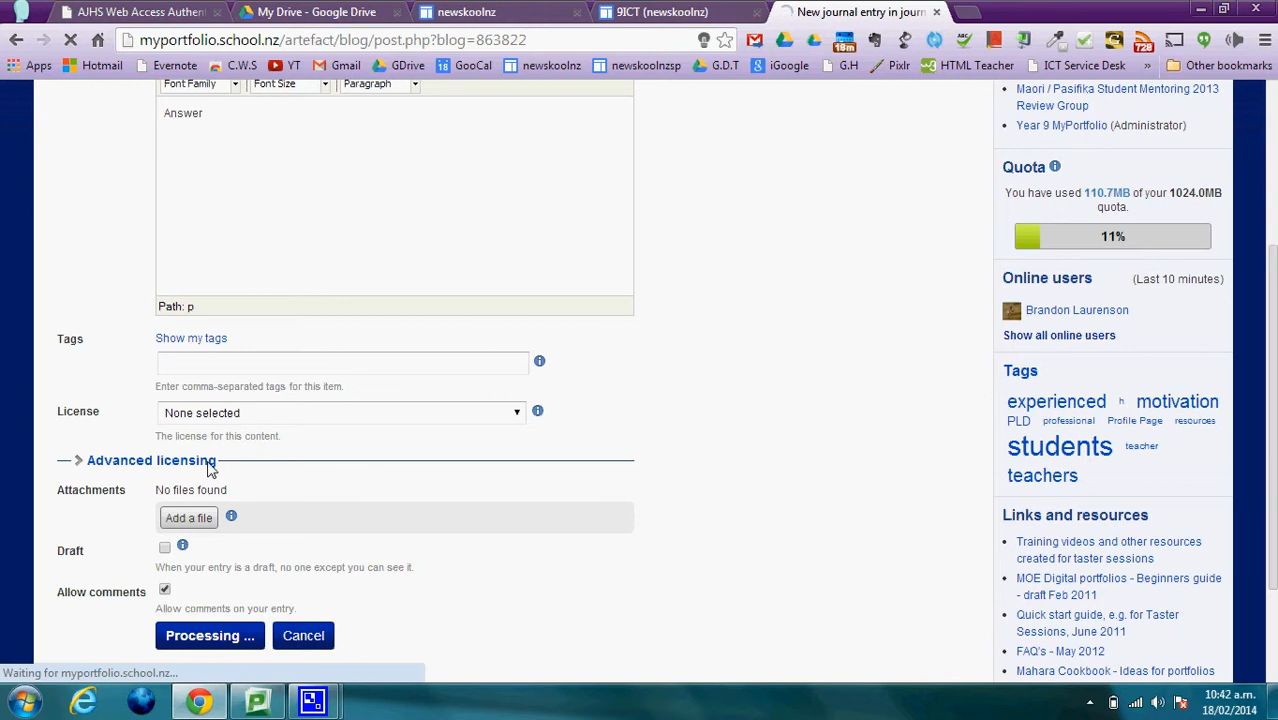 AJHS Web Access Authent
My Drive - Google Drive
newskoolnz
9ICT (newskoolnz)
New journal entry in journ
myportfolio.school.nz/artefact/blog/post.php?blog=863822
18m
728
Apps
Hotmail
Evernote
C.W.S
YT
Gmail
GDrive
18
GooCal
newskoolnz
newskoolnzsp
G.D.T
iGoogle
G.H
Pixlr
HTML Teacher
ICT Service Desk
»
Other bookmarks
Font Family
Font Size
Paragraph
Answer
Path: p
Tags
Show my tags
Enter comma-separated tags for this item.
License
None selected
The license for this content.
Advanced licensing
Attachments
No files found
Add a file
Draft
When your entry is a draft, no one except you can see it.
Allow comments
Allow comments on your entry.
Processing ...
Cancel
Waiting for myportfolio.school.nz...
Maori / Pasifika Student Mentoring 2013
Review Group
Year 9 MyPortfolio (Administrator)
Quota
You have used 110.7MB of your 1024.0MB
quota.
11%
Online users (Last 10 minutes)
Brandon Laurenson
Show all online users
Tags
experienced h motivation
PLD professional Profile Page resources
students teacher
teachers
Links and resources
Training videos and other resources
created for taster sessions
MOE Digital portfolios - Beginners guide
- draft Feb 2011
Quick start guide, e.g. for Taster
Sessions, June 2011
FAQ's - May 2012
Mahara Cookbook - Ideas for portfolios
10:42 a.m.
18/02/2014